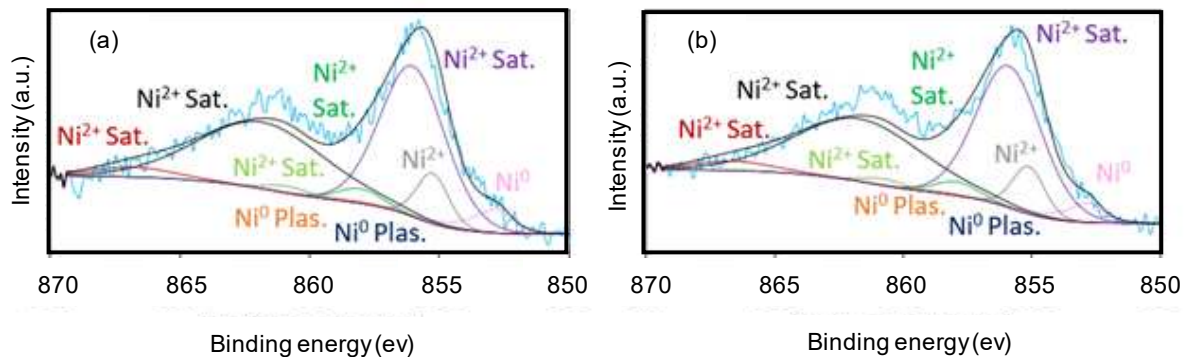 (a)
Intensity (a.u.)
Ni²⁺ Sat.
Ni²⁺ Sat.
Ni²⁺
Sat.
Ni²⁺ Sat.
Ni²⁺ Sat.
Ni²⁺
Ni⁰
Ni⁰ Plas.
Ni⁰ Plas.
870 865 860 855 850
Binding energy (ev)
(b)
Intensity (a.u.)
Ni²⁺ Sat.
Ni²⁺ Sat.
Ni²⁺
Sat.
Ni²⁺ Sat.
Ni²⁺ Sat.
Ni²⁺
Ni⁰
Ni⁰ Plas.
Ni⁰ Plas.
870 865 860 855 850
Binding energy (ev)